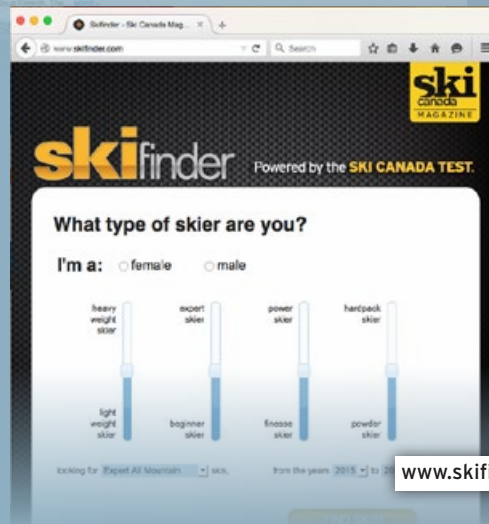 Skifinder - Ski Canada Mag...
www.skifinder.com
Search
ski
canada
MAGAZINE
skifinder
Powered by the SKI CANADA TEST.
What type of skier are you?
I'm a: female male
heavy
weight
skier
expert
skier
power
skier
hardpack
skier
light
weight
skier
beginner
skier
finesse
skier
powder
skier
looking for Expert All Mountain skis, from the years 2015 to
www.skifi